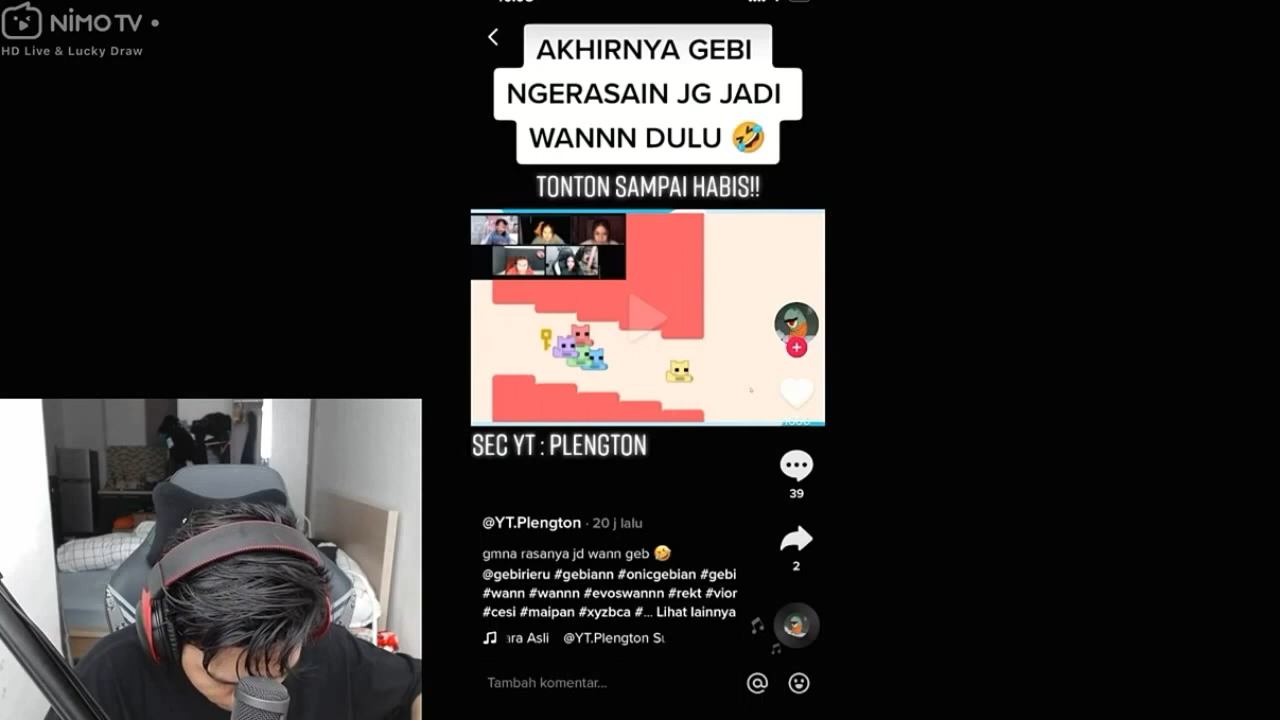 NIMO TV
HD Live & Lucky Draw
AKHIRNYA GEBI
NGERASAIN JG JADI
WANNN DULU 🤣
TONTON SAMPAI HABIS!!
SEC YT : PLENGTON
39
2
@YT.Plengton · 20 j lalu
gmna rasanya jd wann geb 🤣
@gebirieru #gebiann #onicgebian #gebi
#wann #wannn #evoswannn #rekt #vior
#cesi #maipan #xyzbca #... Lihat lainnya
ara Asli @YT.Plengton Su
Tambah komentar...